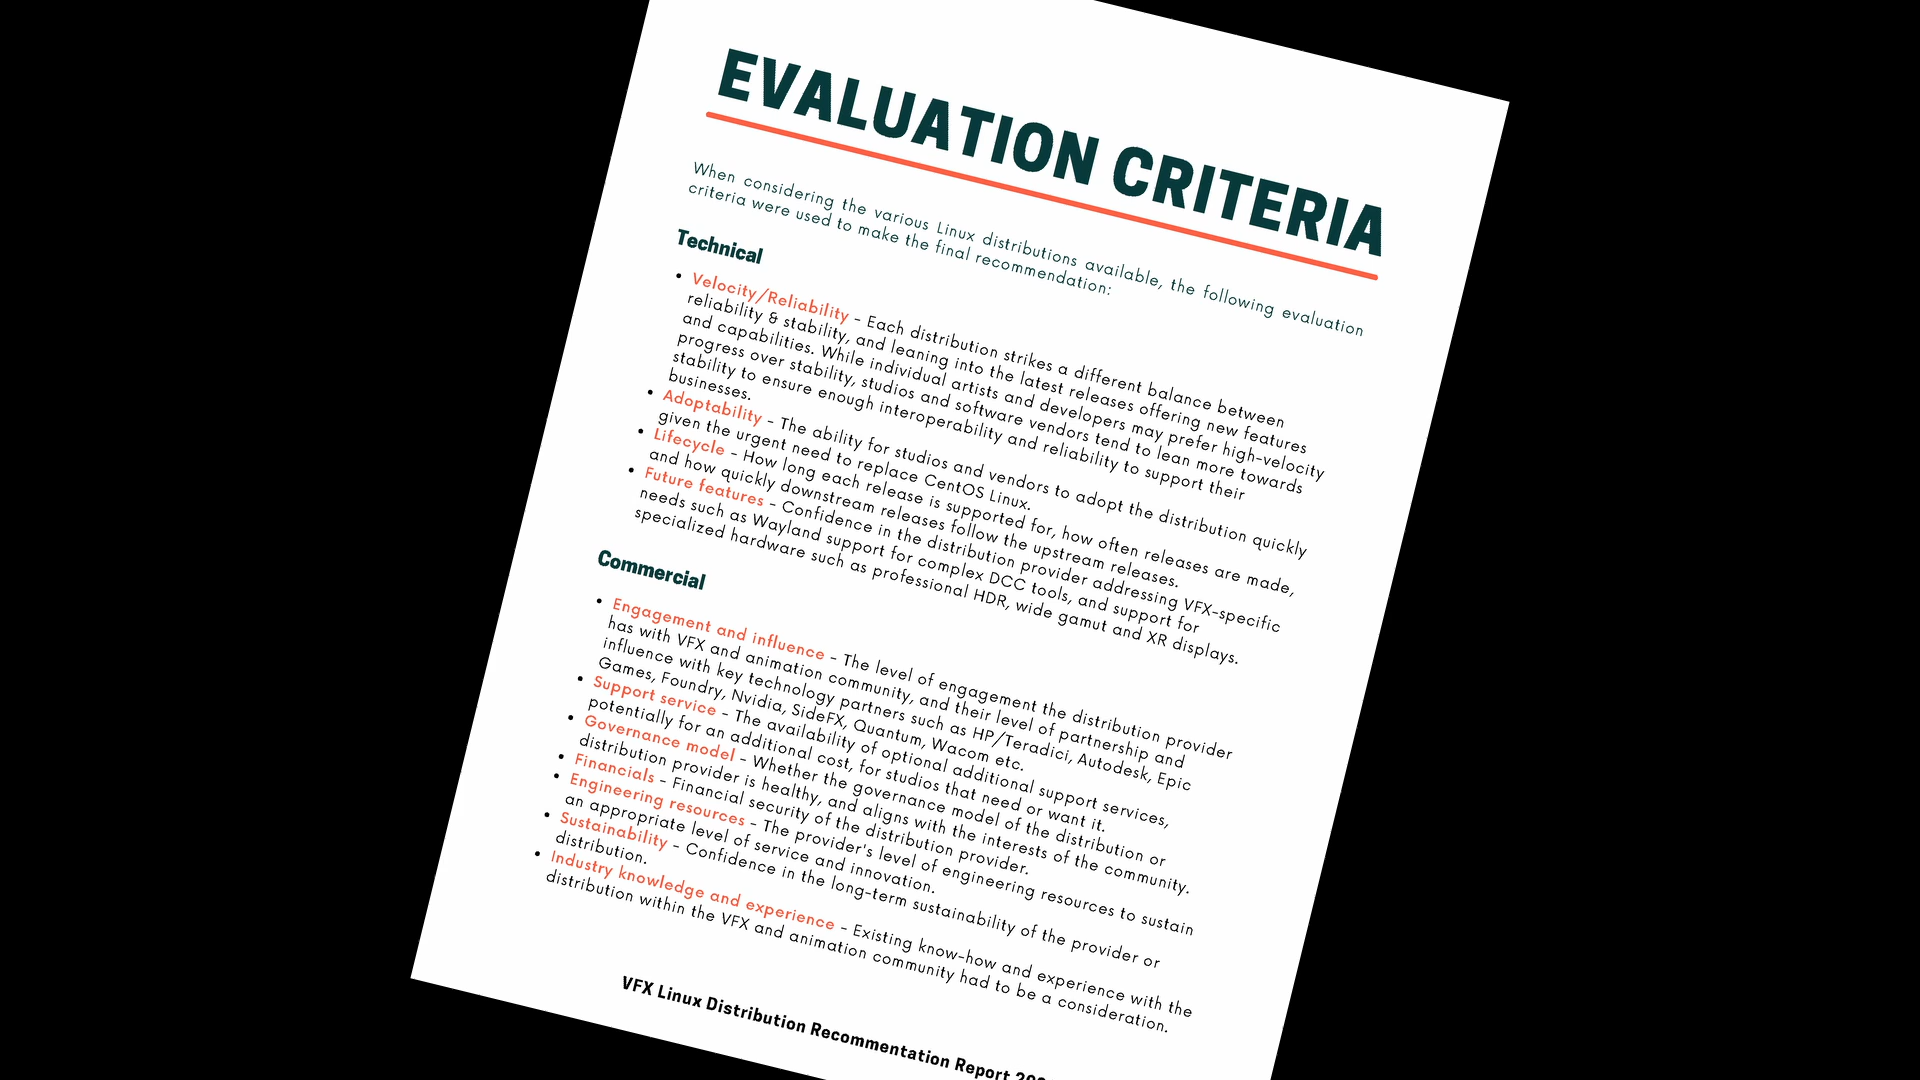 EVALUATION CRITERIA
When considering the various Linux distributions available, the following evaluation
criteria were used to make the final recommendation:
Technical
• Velocity/Reliability - Each distribution strikes a different balance between
reliability & stability, and leaning into the latest releases offering new features
and capabilities. While individual artists and developers may prefer high-velocity
progress over stability, studios and software vendors tend to lean more towards
stability to ensure enough interoperability and reliability to support their
businesses.
• Adoptability - The ability for studios and vendors to adopt the distribution quickly
given the urgent need to replace CentOS Linux.
• Lifecycle - How long each release is supported for, how often releases are made,
and how quickly downstream releases follow the upstream releases.
• Future features - Confidence in the distribution provider addressing VFX-specific
needs such as Wayland support for complex DCC tools, and support for
specialized hardware such as professional HDR, wide gamut and XR displays.
Commercial
• Engagement and influence - The level of engagement the distribution provider
has with VFX and animation community, and their level of partnership and
influence with key technology partners such as HP/Teradici, Autodesk, Epic
Games, Foundry, Nvidia, SideFX, Quantum, Wacom etc.
• Support service - The availability of optional additional support services,
potentially for an additional cost, for studios that need or want it.
• Governance model - Whether the governance model of the distribution or
distribution provider is healthy, and aligns with the interests of the community.
• Financials - Financial security of the distribution provider.
• Engineering resources - The provider's level of engineering resources to sustain
an appropriate level of service and innovation.
• Sustainability - Confidence in the long-term sustainability of the provider or
distribution.
• Industry knowledge and experience - Existing know-how and experience with the
distribution within the VFX and animation community had to be a consideration.
VFX Linux Distribution Recommentation Report